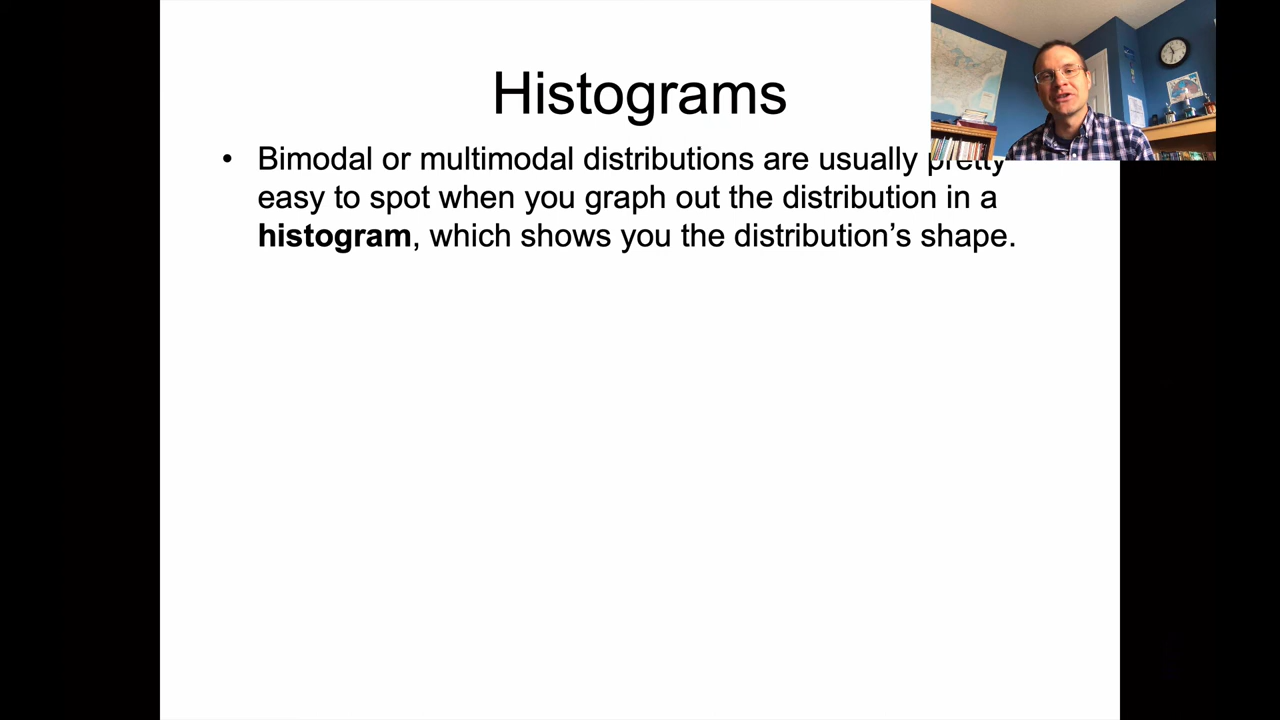 Histograms
• Bimodal or multimodal distributions are usually pretty
easy to spot when you graph out the distribution in a
histogram, which shows you the distribution’s shape.